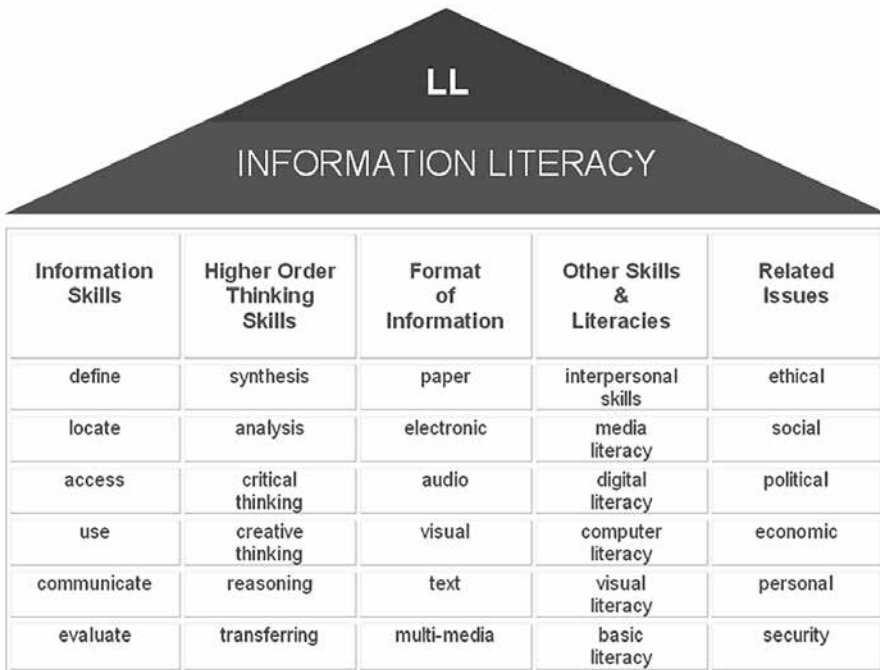 LL
INFORMATION LITERACY
Information
Skills
Higher Order
Thinking
Skills
Format
of
Information
Other Skills
&
Literacies
Related
Issues
define
synthesis
paper
interpersonal
skills
ethical
locate
analysis
electronic
media
literacy
social
access
critical
thinking
audio
digital
literacy
political
use
creative
thinking
visual
computer
literacy
economic
communicate
reasoning
text
visual
literacy
personal
evaluate
transferring
multi-media
basic
literacy
security